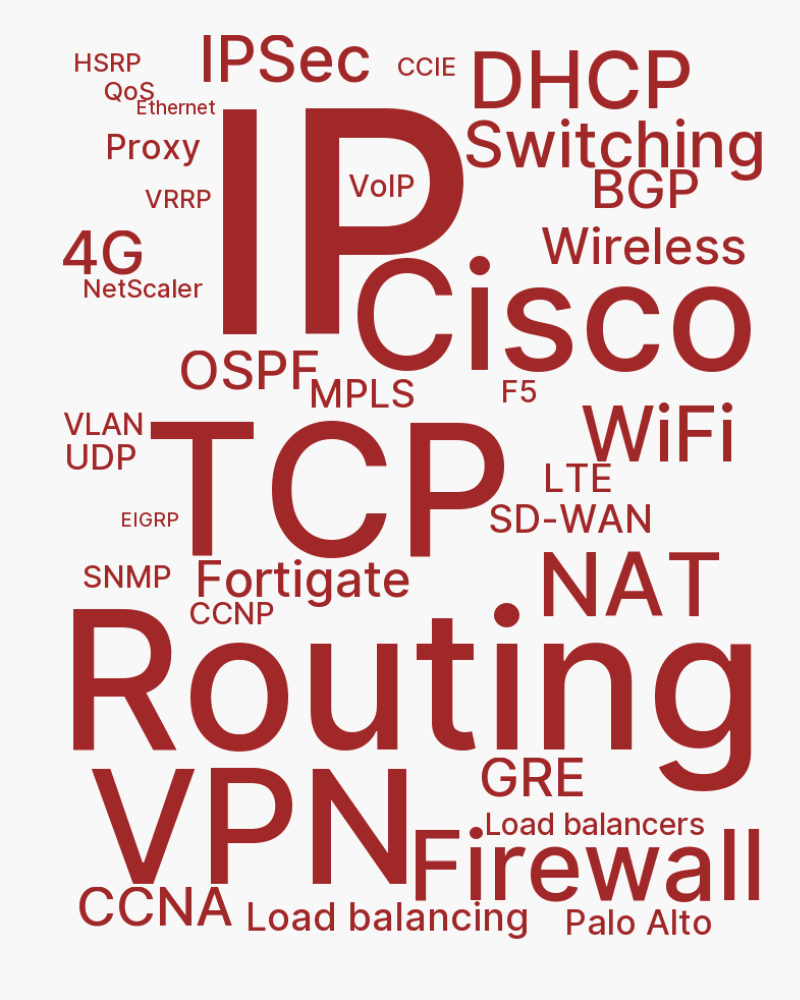 HSRP
IPSec
CCIE
DHCP
QoS
Ethernet
IP
Proxy
Switching
VoIP
BGP
VRRP
4G
Wireless
NetScaler
Cisco
OSPF
MPLS
F5
VLAN
TCP
WiFi
UDP
LTE
EIGRP
SD-WAN
SNMP
Fortigate
NAT
CCNP
Routing
GRE
VPN
Load balancers
Firewall
CCNA
Load balancing
Palo Alto